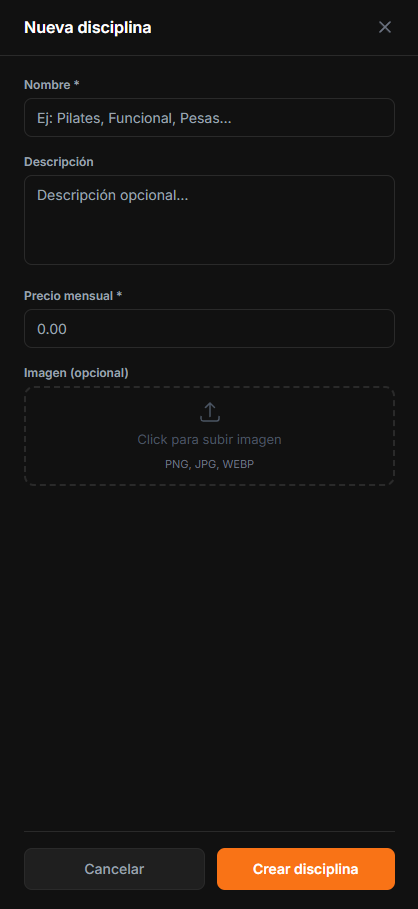 Nueva disciplina
Nombre *
Ej: Pilates, Funcional, Pesas...
Descripción
Descripción opcional...
Precio mensual *
0.00
Imagen (opcional)
Click para subir imagen
PNG, JPG, WEBP
Cancelar
Crear disciplina